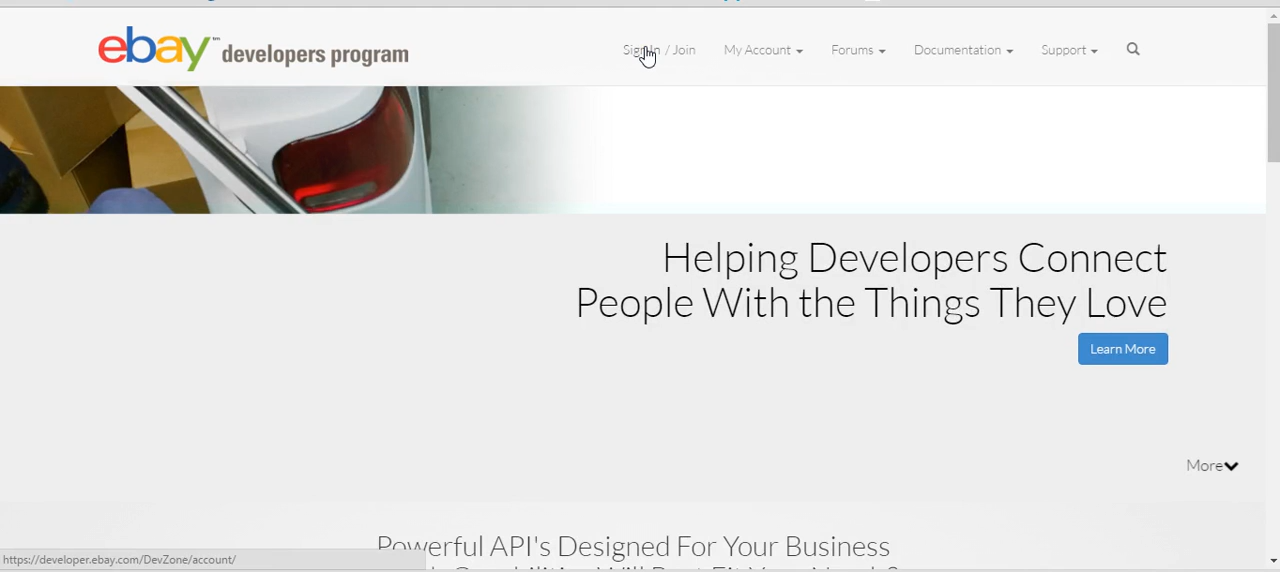 ebay™ developers program
Sign In / Join
My Account
Forums
Documentation
Support
Helping Developers Connect
People With the Things They Love
Learn More
More
Powerful API's Designed For Your Business
https://developer.ebay.com/DevZone/account/